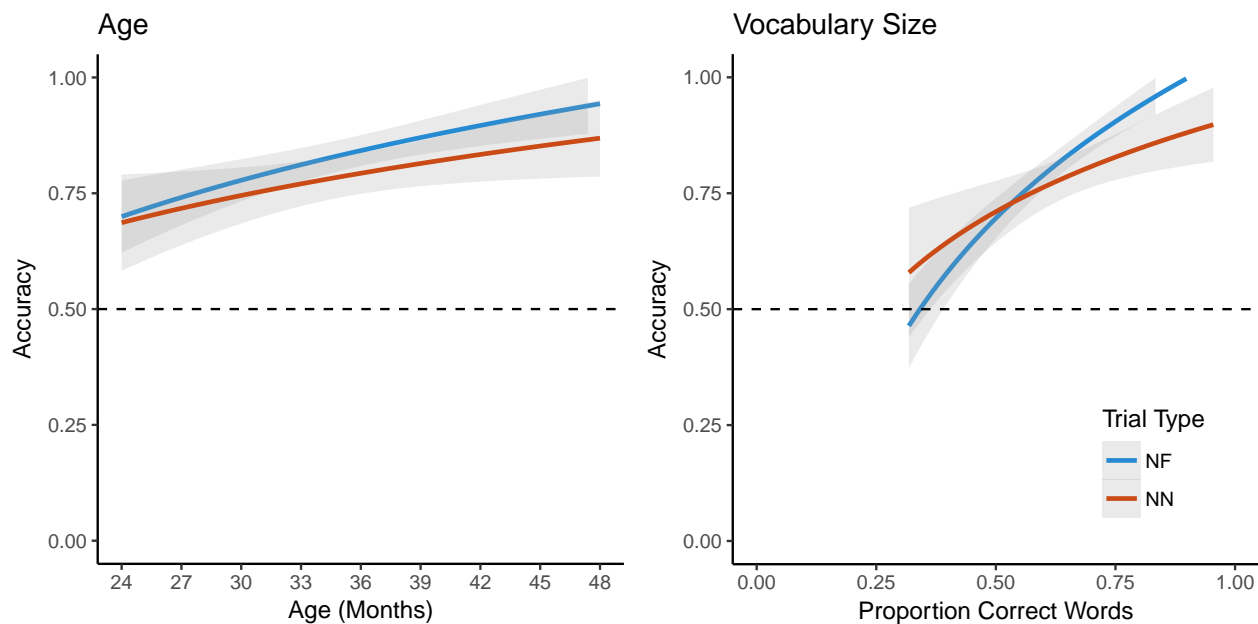 Age
1.00
0.75
0.50
0.25
0.00
Accuracy
24 27 30 33 36 39 42 45 48
Age (Months)
Vocabulary Size
1.00
0.75
0.50
0.25
0.00
Accuracy
Trial Type
NF
NN
0.00 0.25 0.50 0.75 1.00
Proportion Correct Words